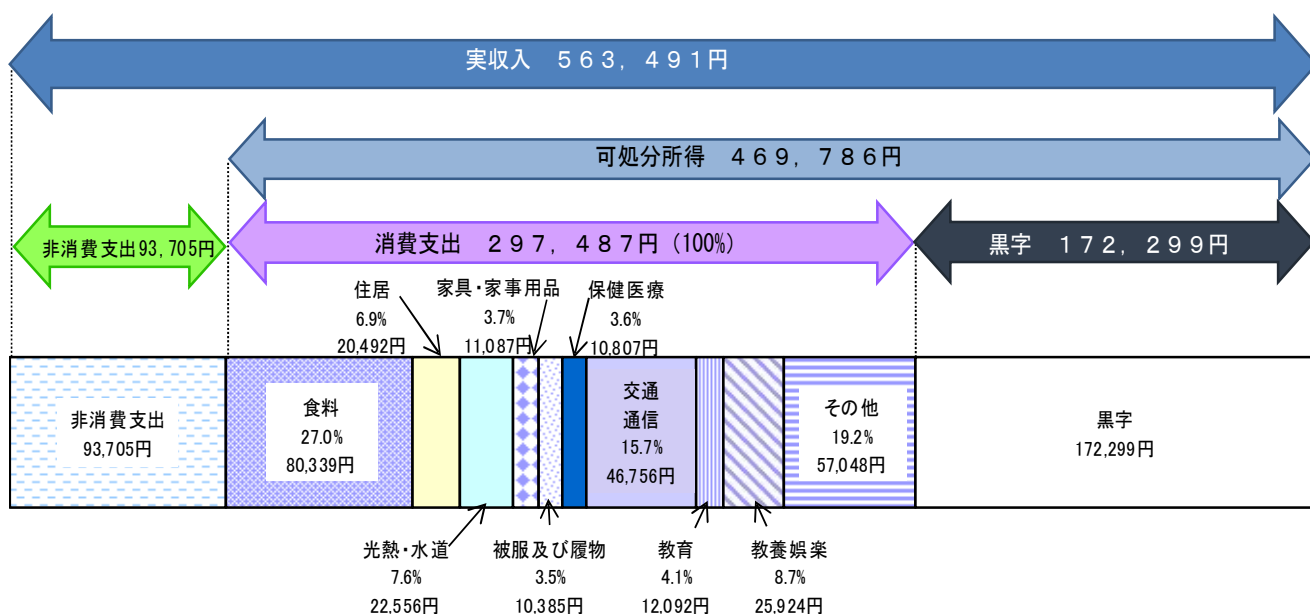 実収入 ５６３，４９１円
可処分所得 ４６９，７８６円
非消費支出93,705円
消費支出 ２９７，４８７円（100%）
黒字 １７２，２９９円
住居
6.9%
20,492円
家具・家事用品
3.7%
11,087円
保健医療
3.6%
10,807円
非消費支出
93,705円
食料
27.0%
80,339円
交通
通信
15.7%
46,756円
その他
19.2%
57,048円
黒字
172,299円
光熱・水道
7.6%
22,556円
被服及び履物
3.5%
10,385円
教育
4.1%
12,092円
教養娯楽
8.7%
25,924円